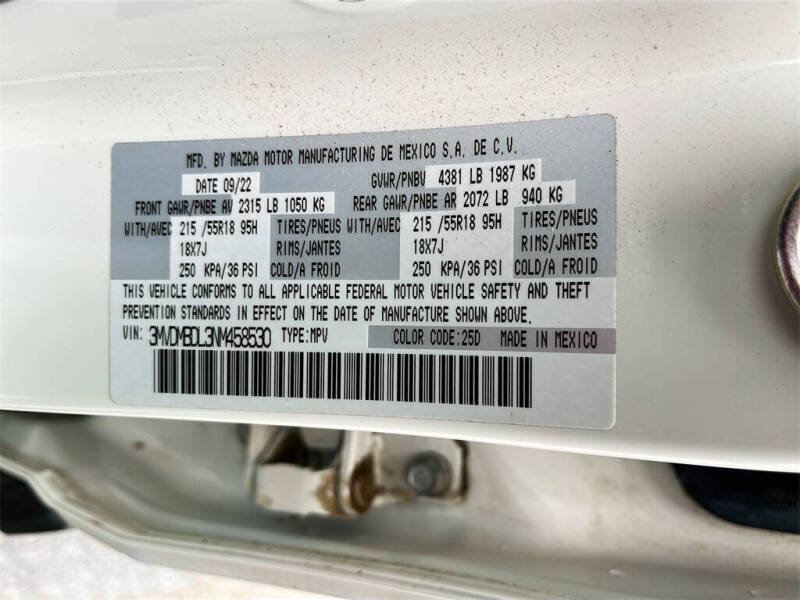 MFD. BY MAZDA MOTOR MANUFACTURING DE MEXICO S.A. DE C.V.
DATE 09/22 GVWR/PNBV 4381 LB 1987 KG
FRONT GAWR/PNBE AV 2315 LB 1050 KG REAR GAWR/PNBE AR 2072 LB 940 KG
WITH/AVEC 215 /55R18 95H TIRES/PNEUS WITH/AVEC 215 /55R18 95H TIRES/PNEUS
18X7J RIMS/JANTES 18X7J RIMS/JANTES
250 KPA/36 PSI COLD/A FROID 250 KPA/36 PSI COLD/A FROID
THIS VEHICLE CONFORMS TO ALL APPLICABLE FEDERAL MOTOR VEHICLE SAFETY AND THEFT
PREVENTION STANDARDS IN EFFECT ON THE DATE OF MANUFACTURE SHOWN ABOVE.
VIN: 3MVDMBDL3NM458530 TYPE:MPV COLOR CODE:25D MADE IN MEXICO